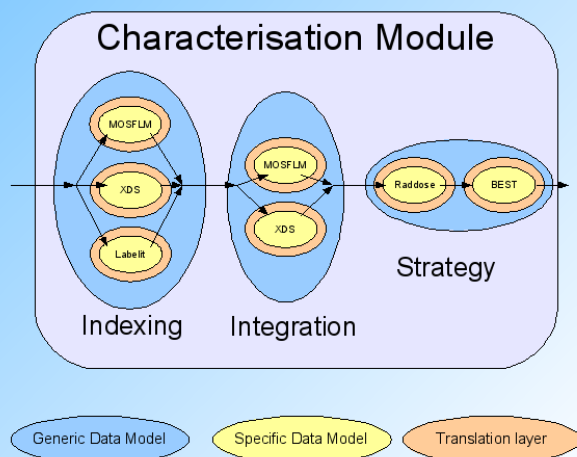 Characterisation Module
MOSFLM
XDS
Labelit
MOSFLM
XDS
Raddose
BEST
Indexing
Integration
Strategy
Generic Data Model
Specific Data Model
Translation layer